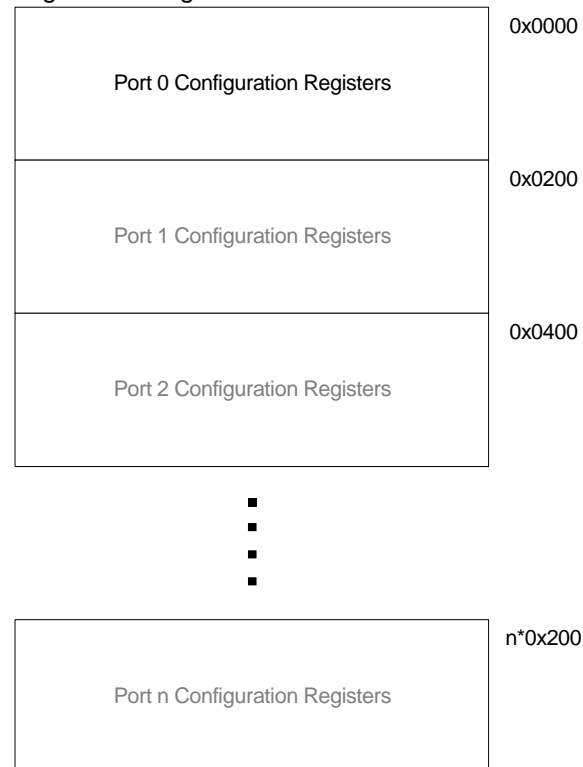 0x0000
Port 0 Configuration Registers
0x0200
Port 1 Configuration Registers
0x0400
Port 2 Configuration Registers
n*0x200
Port n Configuration Registers